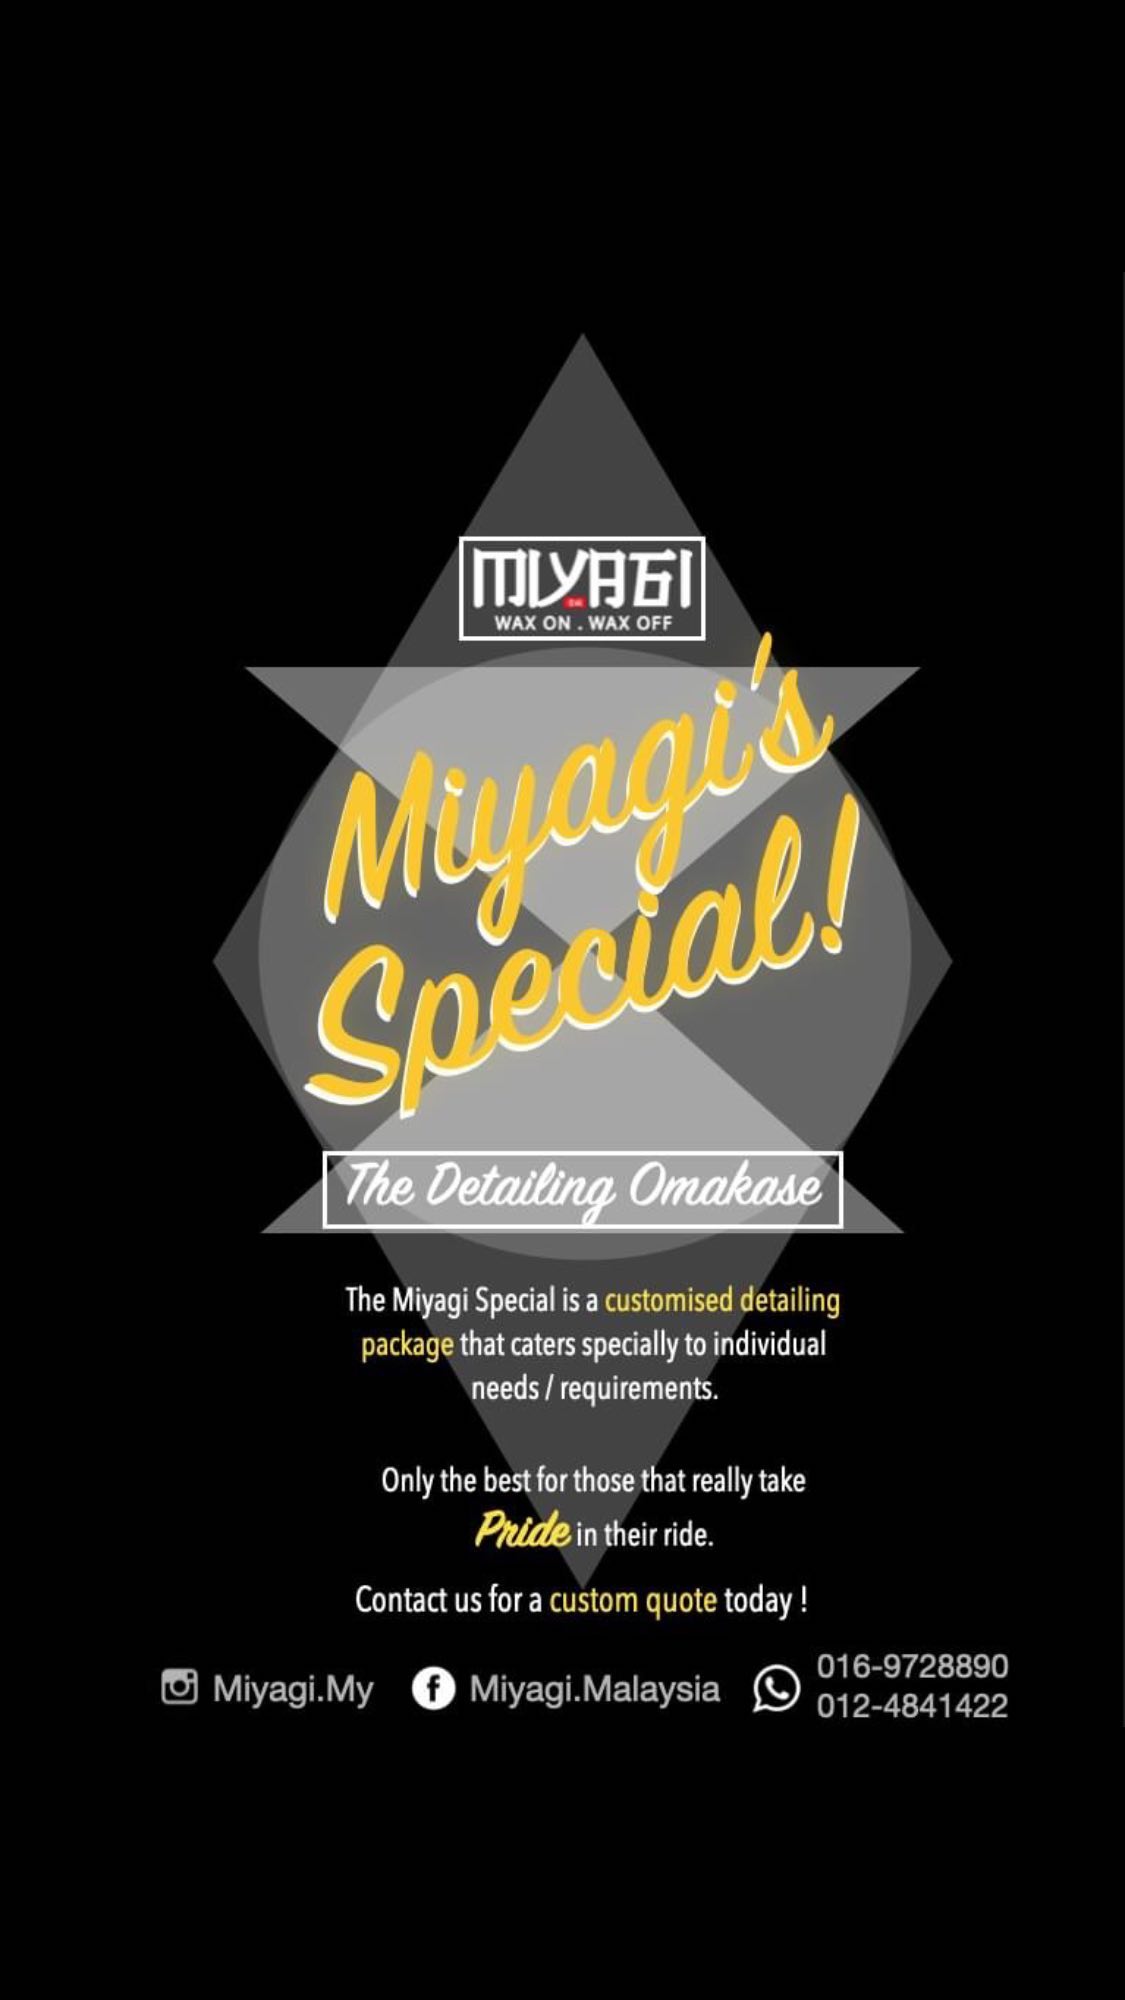 MIYAGI
WAX ON . WAX OFF
Miyagi's
Special!
The Detailing Omakase
The Miyagi Special is a customised detailing
package that caters specially to individual
needs / requirements.
Only the best for those that really take
Pride in their ride.
Contact us for a custom quote today !
Miyagi.My
Miyagi.Malaysia
016-9728890
012-4841422